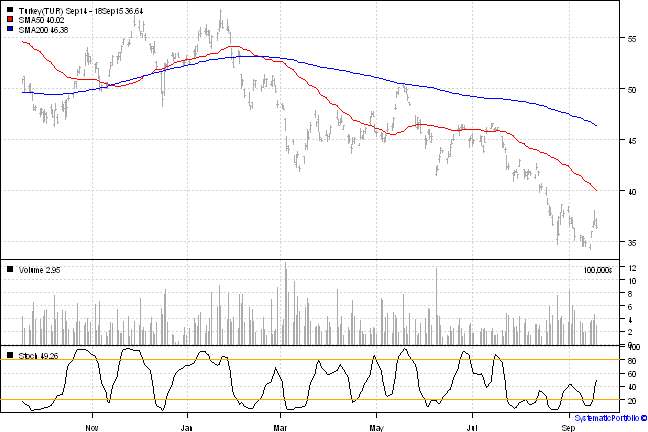 Turkey(TUR) Sep14 - 18Sep15 36.64
SMA50 40.02
SMA200 46.38
55
50
45
40
35
Volume 2.95
100,000s
12
10
8
6
4
2
0
Stoch 49.26
100
80
60
40
20
Nov Jan Mar May Jul Sep
SystematicPortfolio ©